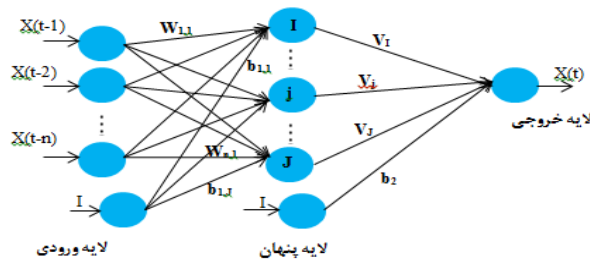 X(t-1)
X(t-2)
X(t-n)
I
W1,1
b1,1
Wn,1
b1,J
I
j
J
I
VI
Vj
VJ
b2
X(t)
لایه خروجی
لایه پنهان
لایه ورودی